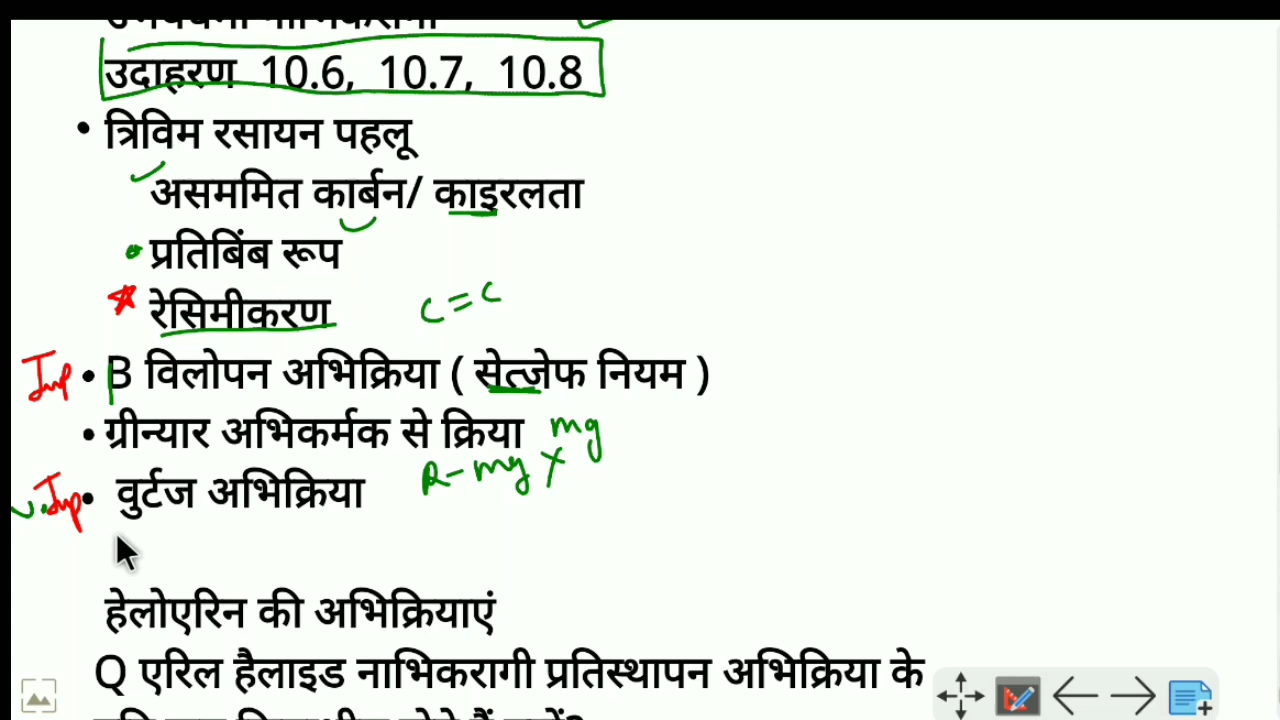 उदाहरण 10.6, 10.7, 10.8
• त्रिविम रसायन पहलू
असममित कार्बन/ काइरलता
• प्रतिबिंब रूप
रेसिमीकरण C = C
Imp • B विलोपन अभिक्रिया ( सेत्जेफ नियम )
• ग्रीन्यार अभिकर्मक से क्रिया mg
R - mg X
Imp • वुर्टज अभिक्रिया
हेलोएरिन की अभिक्रियाएं
Q एरिल हैलाइड नाभिकरागी प्रतिस्थापन अभिक्रिया के